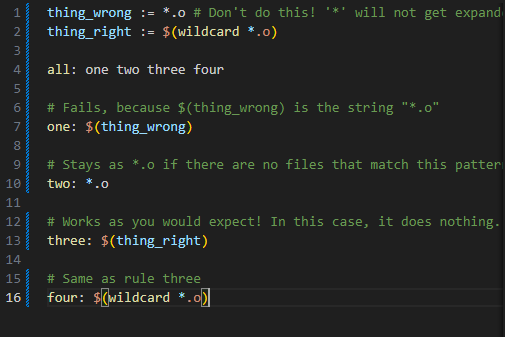 1 thing_wrong := *.o # Don't do this! '*' will not get expand
2 thing_right := $(wildcard *.o)
3
4 all: one two three four
5
6 # Fails, because $(thing_wrong) is the string "*.o"
7 one: $(thing_wrong)
8
9 # Stays as *.o if there are no files that match this patter
10 two: *.o
11
12 # Works as you would expect! In this case, it does nothing.
13 three: $(thing_right)
14
15 # Same as rule three
16 four: $(wildcard *.o)